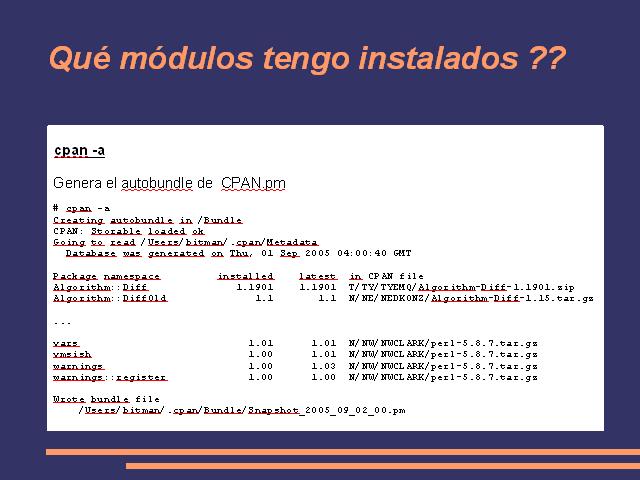 Qué módulos tengo instalados ??
cpan -a
Genera el autobundle de CPAN.pm
# cpan -a
Creating autobundle in /Bundle
CPAN: Storable loaded ok
Going to read /Users/bitman/.cpan/Metadata
Database was generated on Thu, 01 Sep 2005 04:00:40 GMT
Package namespace installed latest in CPAN file
Algorithm::Diff 1.1901 1.1901 T/TY/TYEMQ/Algorithm-Diff-1.1901.zip
Algorithm::DiffOld 1.1 1.1 N/NE/NEDKONZ/Algorithm-Diff-1.15.tar.gz
...
vars 1.01 1.01 N/NW/NWCLARK/perl-5.8.7.tar.gz
vmsish 1.00 1.01 N/NW/NWCLARK/perl-5.8.7.tar.gz
warnings 1.00 1.03 N/NW/NWCLARK/perl-5.8.7.tar.gz
warnings::register 1.00 1.00 N/NW/NWCLARK/perl-5.8.7.tar.gz
Wrote bundle file
/Users/bitman/.cpan/Bundle/Snapshot_2005_09_02_00.pm